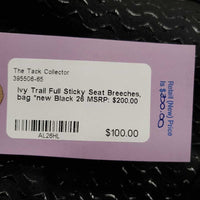 The Tack Collector
395506-65
Ivy Trail Full Sticky Seat Breeches,
bag *new Black 26 MSRP: $200.00
AL26HL
$100.00
Retail (New) Price
is $200.00